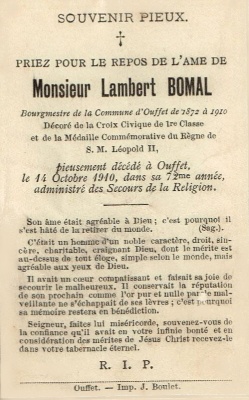 SOUVENIR PIEUX.
PRIEZ POUR LE REPOS DE L'AME DE
Monsieur Lambert BOMAL
Bourgmestre de la Commune d'Ouffet de 1872 à 1910
Décoré de la Croix Civique de 1re Classe
et de la Médaille Commémorative du Règne de
S. M. Léopold II,
pieusement décédé à Ouffet,
le 14 Octobre 1910, dans sa 72me année,
administré des Secours de la Religion.
Son âme était agréable à Dieu ; c'est pourquoi il
s'est hâté de la retirer du monde. (Sag.)
C'était un homme d'un noble caractère, droit, sin-
cère, charitable, craignant Dieu, dont le mérite est
au-dessus de tout éloge, simple selon le monde, mais
agréable aux yeux de Dieu.
Il avait un cœur compatissant et faisait sa joie de
secourir le malheureux. Il conservait la réputation
de son prochain comme l'or pur et nulle parole mal-
veillante ne s'échappait de ses lèvres ; c'est pourquoi
sa mémoire restera en bénédiction.
Seigneur, faites lui miséricorde, souvenez-vous de
la confiance qu'il avait en votre infinie bonté et en
considération des mérites de Jésus Christ recevez-le
dans votre tabernacle éternel.
R. I. P.
Ouffet. — Imp. J. Boulet.